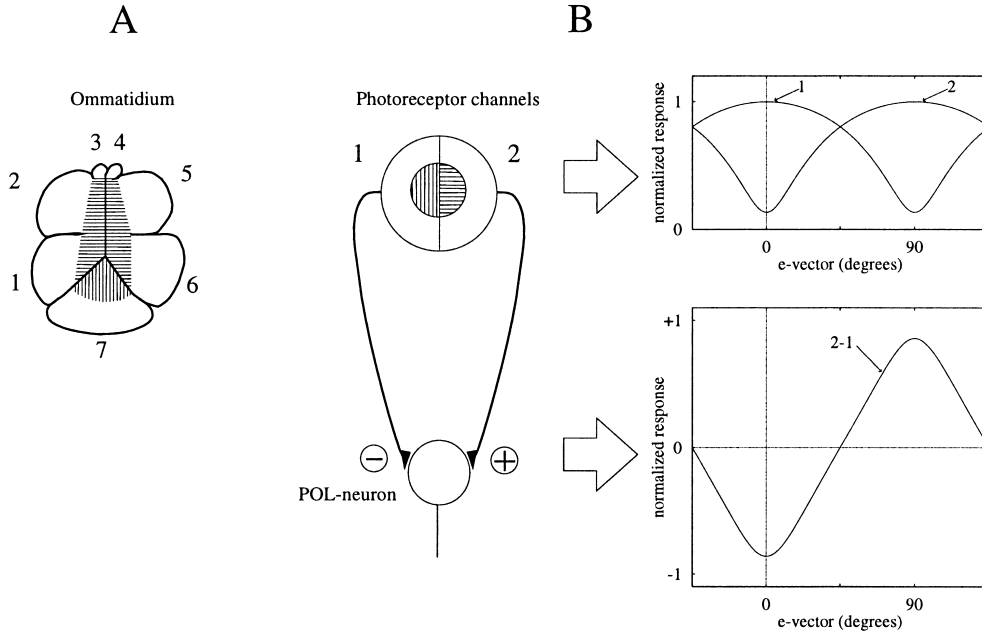 A
B
Ommatidium
3 4
2
5
1
6
7
Photoreceptor channels
1
2
−
+
POL-neuron
normalized response
1
0
1
2
0
90
e-vector (degrees)
normalized response
+1
0
-1
2-1
0
90
e-vector (degrees)